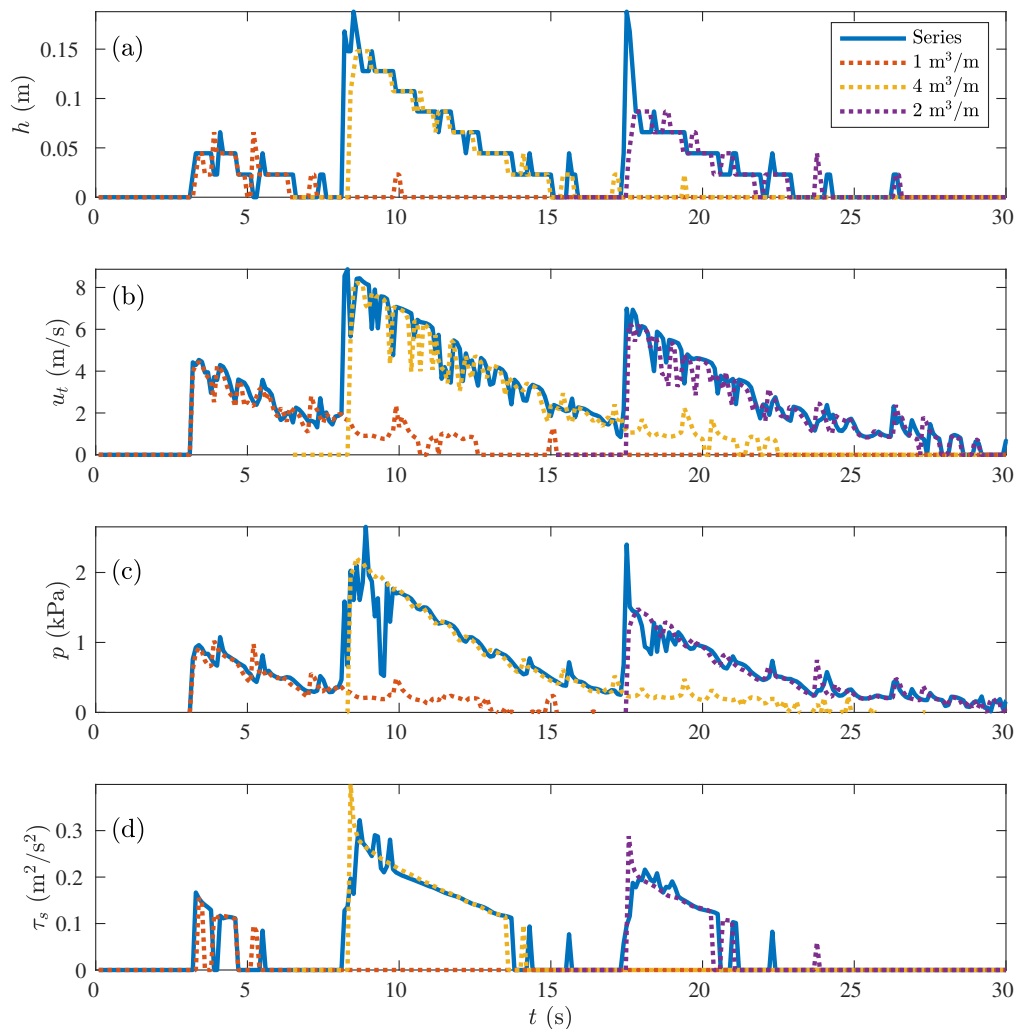 (a)
h (m)
0.15
0.1
0.05
0
Series
1 m³/m
4 m³/m
2 m³/m
0 5 10 15 20 25 30
(b)
u_t (m/s)
8
6
4
2
0
0 5 10 15 20 25 30
(c)
p (kPa)
2
1
0
0 5 10 15 20 25 30
(d)
τ_s (m²/s²)
0.3
0.2
0.1
0
0 5 10 15 20 25 30
t (s)